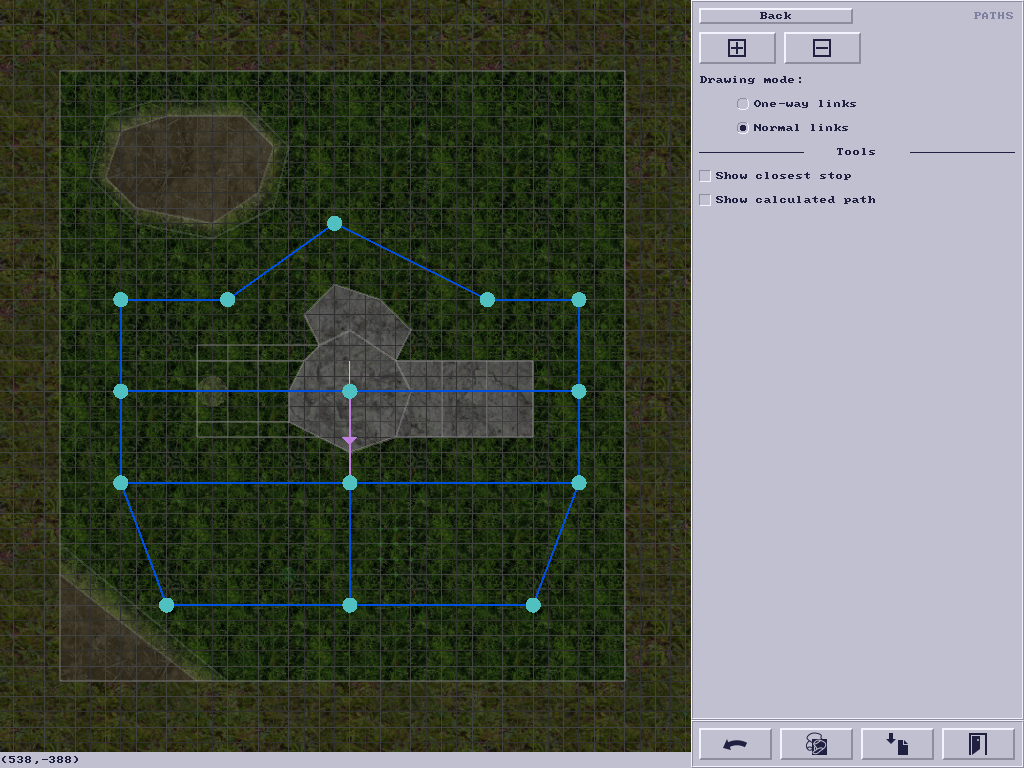 Back
PATHS
Drawing mode:
One-way links
Normal links
Tools
Show closest stop
Show calculated path
(538,-388)